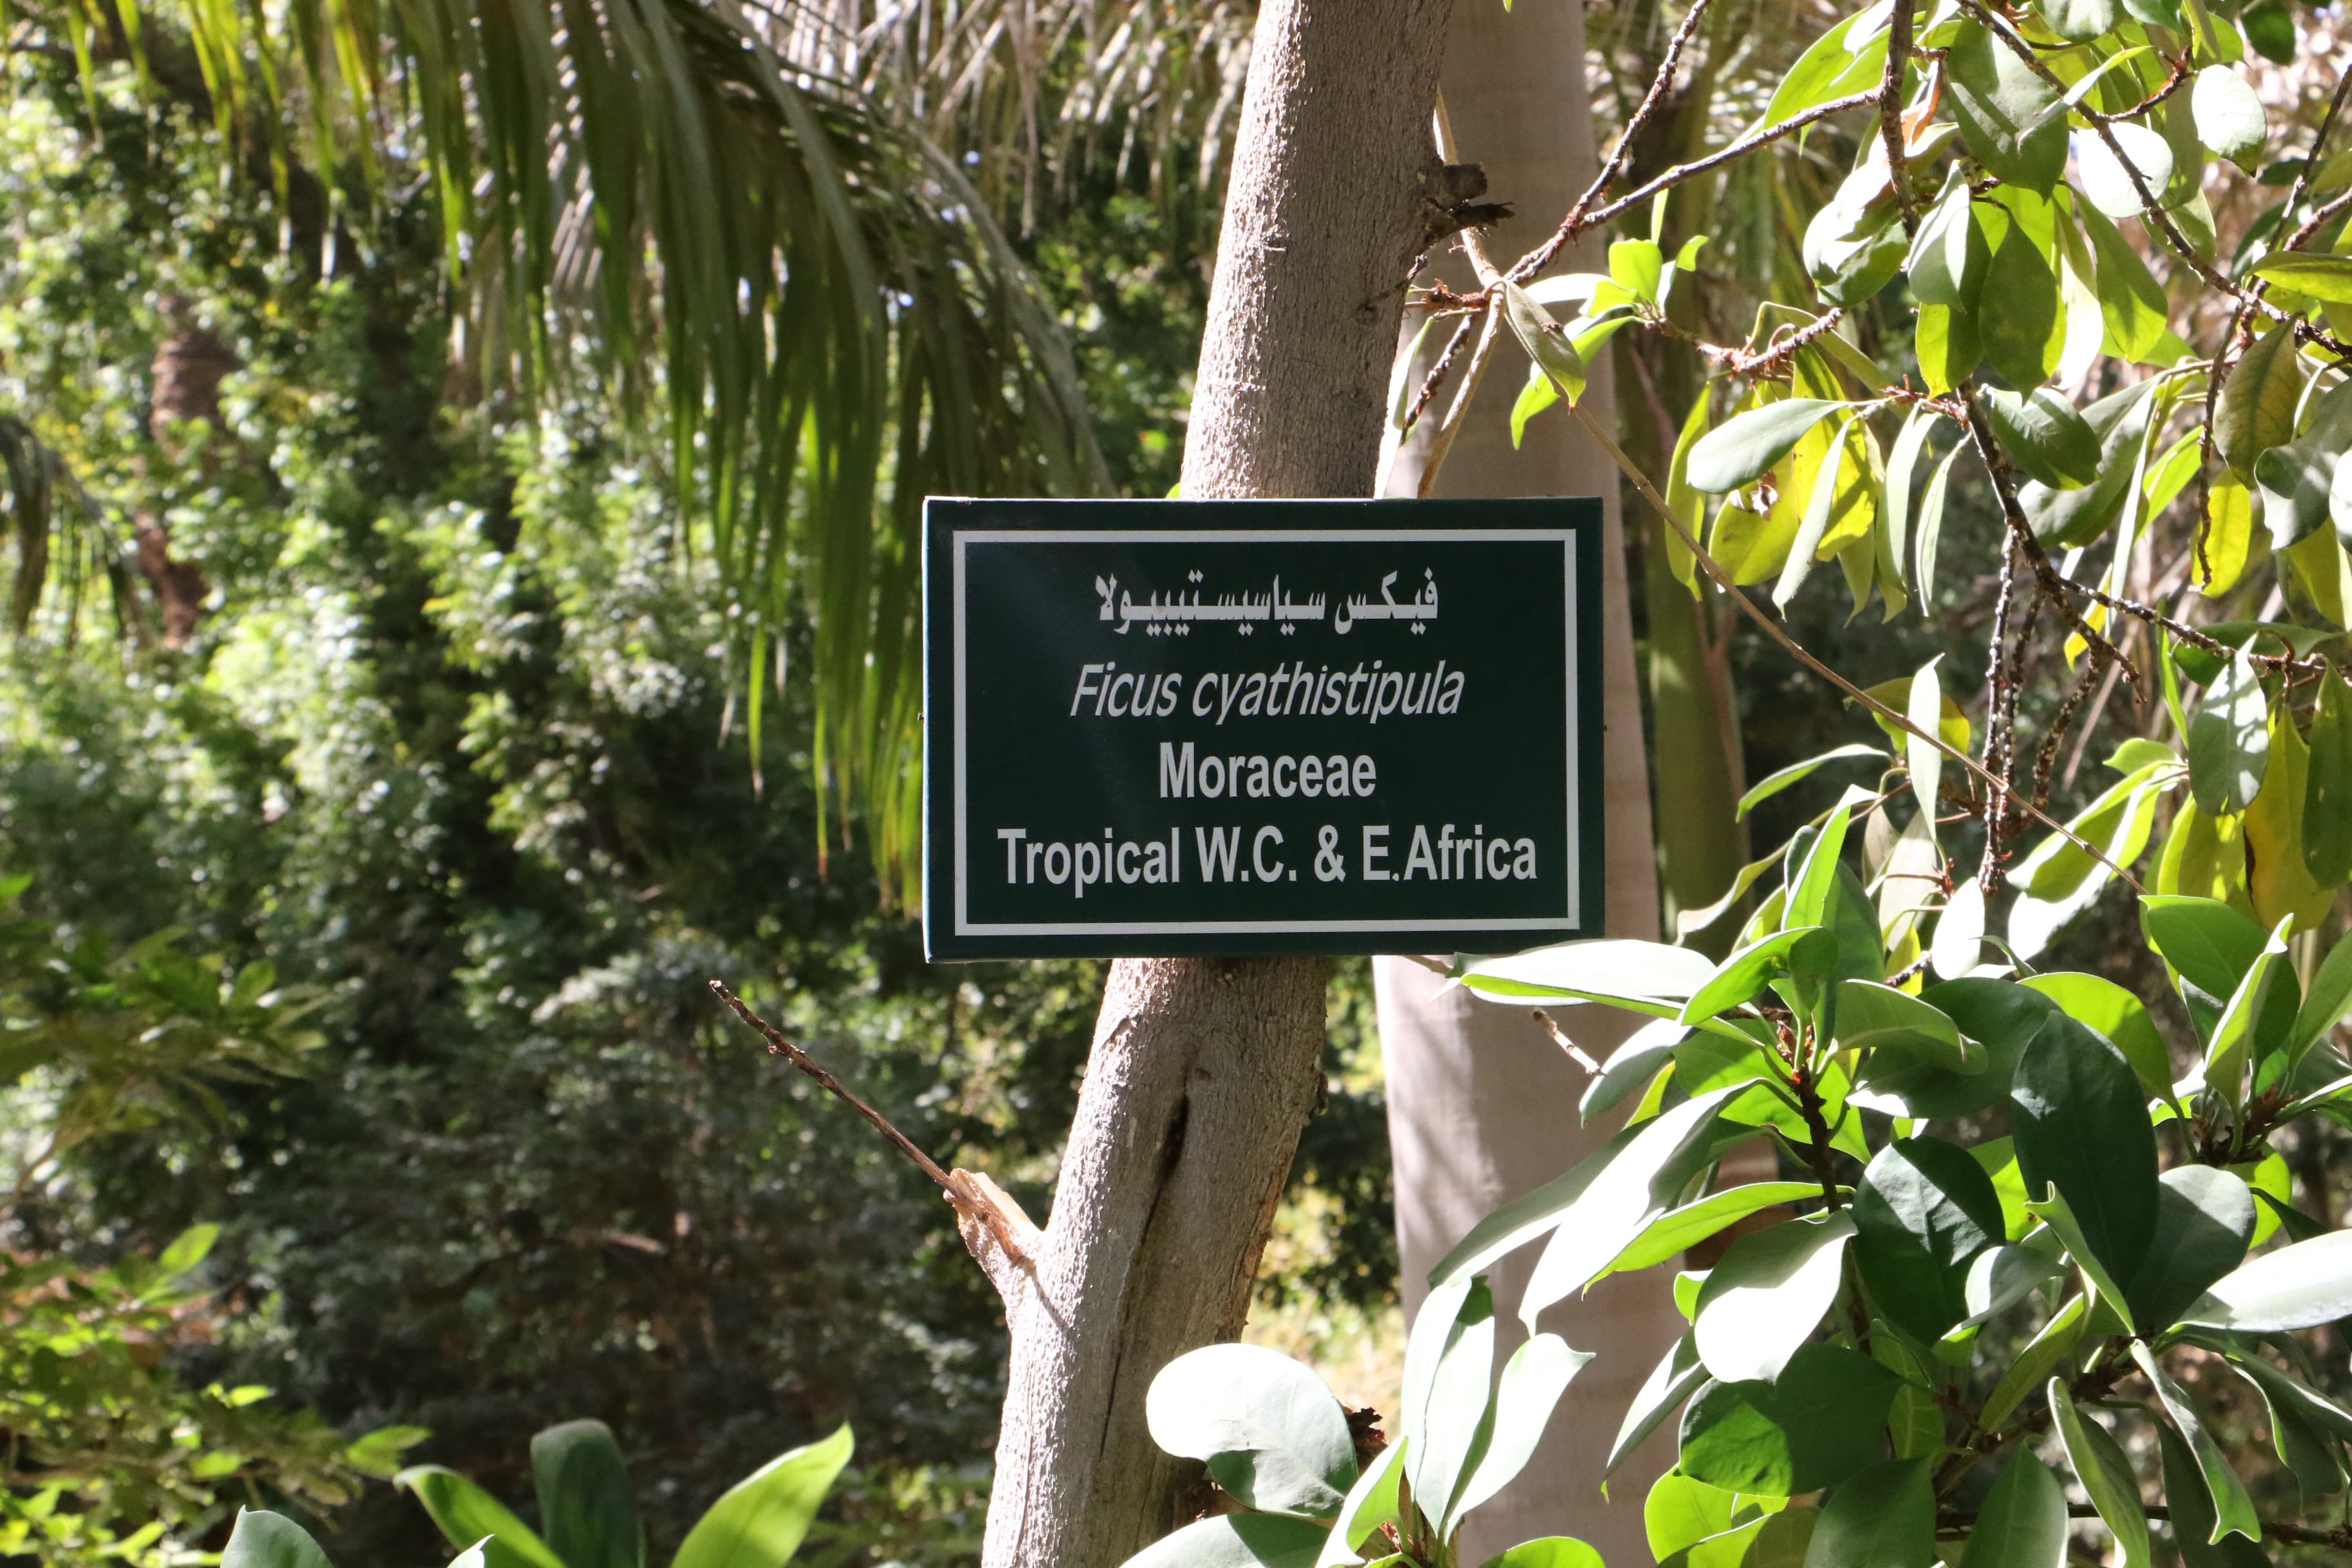 فيكس سياسيستيبيولا
Ficus cyathistipula
Moraceae
Tropical W.C. & E.Africa